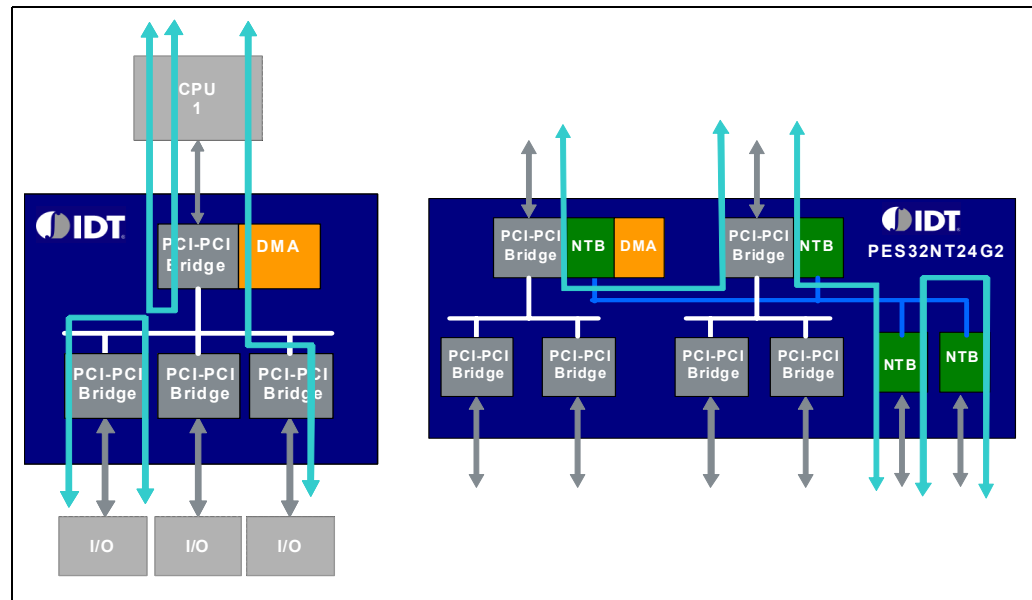 CPU
1
IDT
PCI-PCI
Bridge
DMA
PCI-PCI
Bridge
PCI-PCI
Bridge
PCI-PCI
Bridge
I/O
I/O
I/O
IDT
PES32NT24G2
PCI-PCI
Bridge
NTB
DMA
PCI-PCI
Bridge
NTB
PCI-PCI
Bridge
PCI-PCI
Bridge
PCI-PCI
Bridge
PCI-PCI
Bridge
NTB
NTB